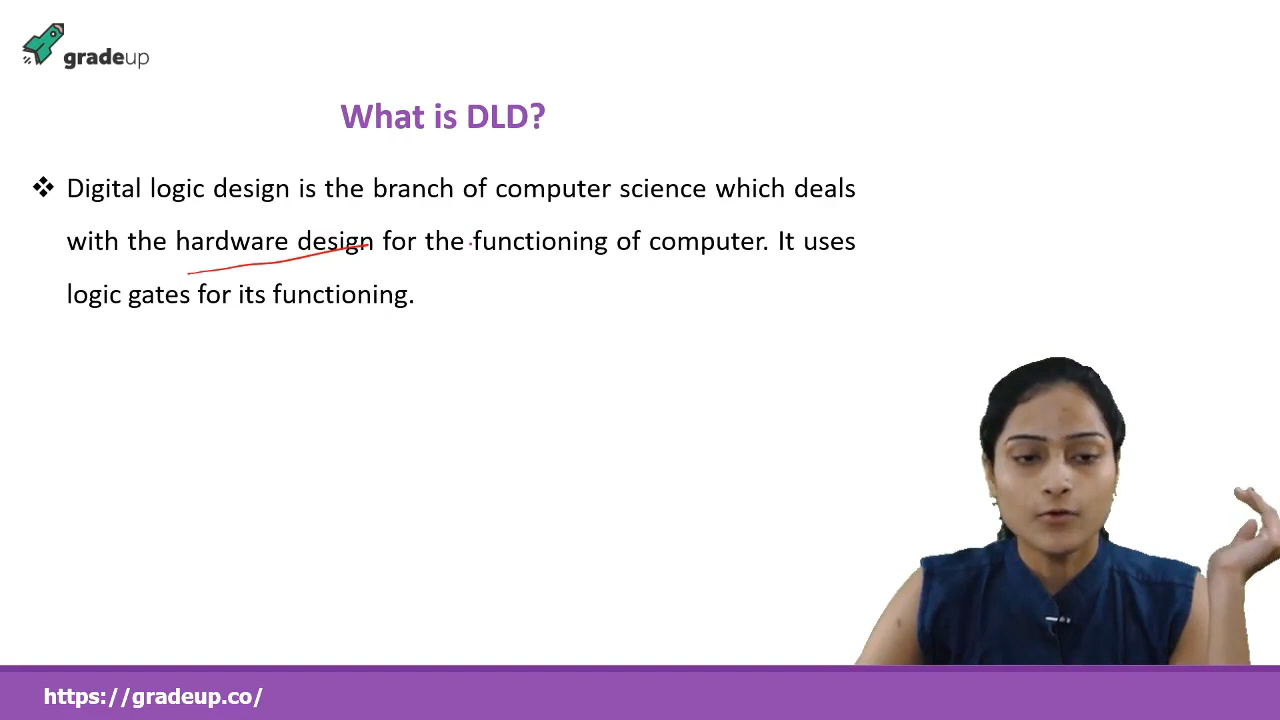 gradeup
What is DLD?
❖ Digital logic design is the branch of computer science which deals
with the hardware design for the functioning of computer. It uses
logic gates for its functioning.
https://gradeup.co/